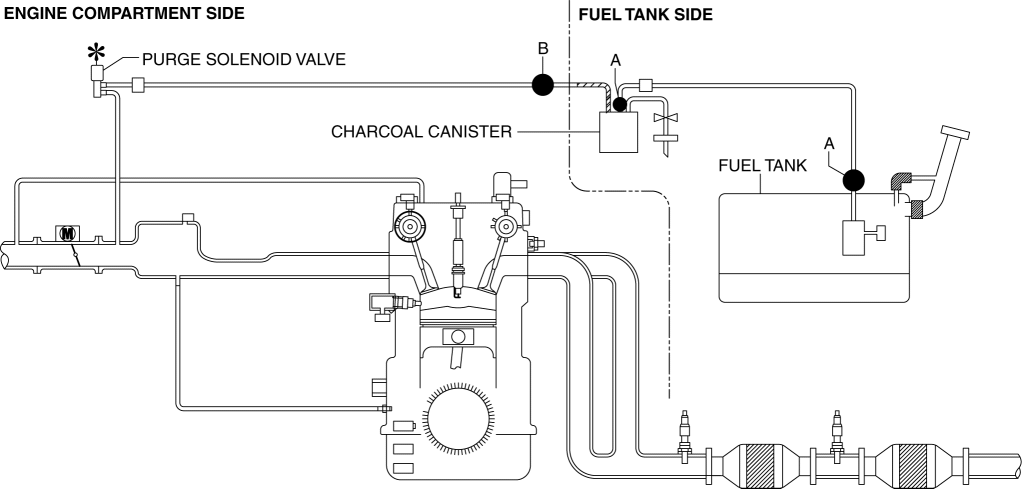 ENGINE COMPARTMENT SIDE
FUEL TANK SIDE
*
PURGE SOLENOID VALVE
B
A
CHARCOAL CANISTER
A
FUEL TANK
M